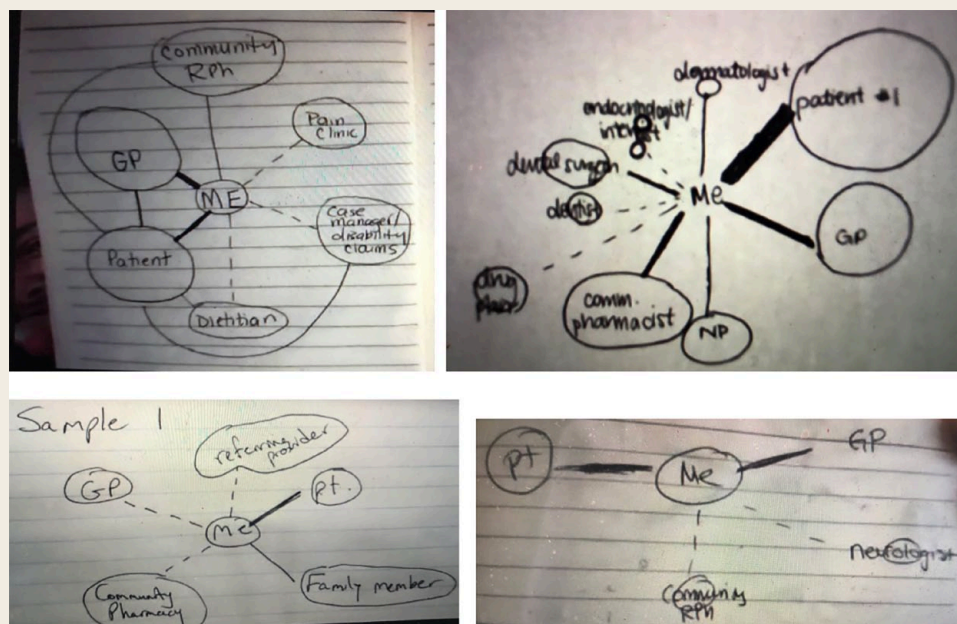 Community
RPh
Pain
Clinic
GP
ME
Case
manager/
disability
claims
Patient
Dietitian
dermatologist
patient #1
endocrinologist/
dental surgeon
Me
dentist
GP
drug
comm.
pharmacist
NP
Sample 1
referring
provider
GP
pt.
Me
Community
Pharmacy
Family member
pt
Me
GP
neurologist
Community
RPh